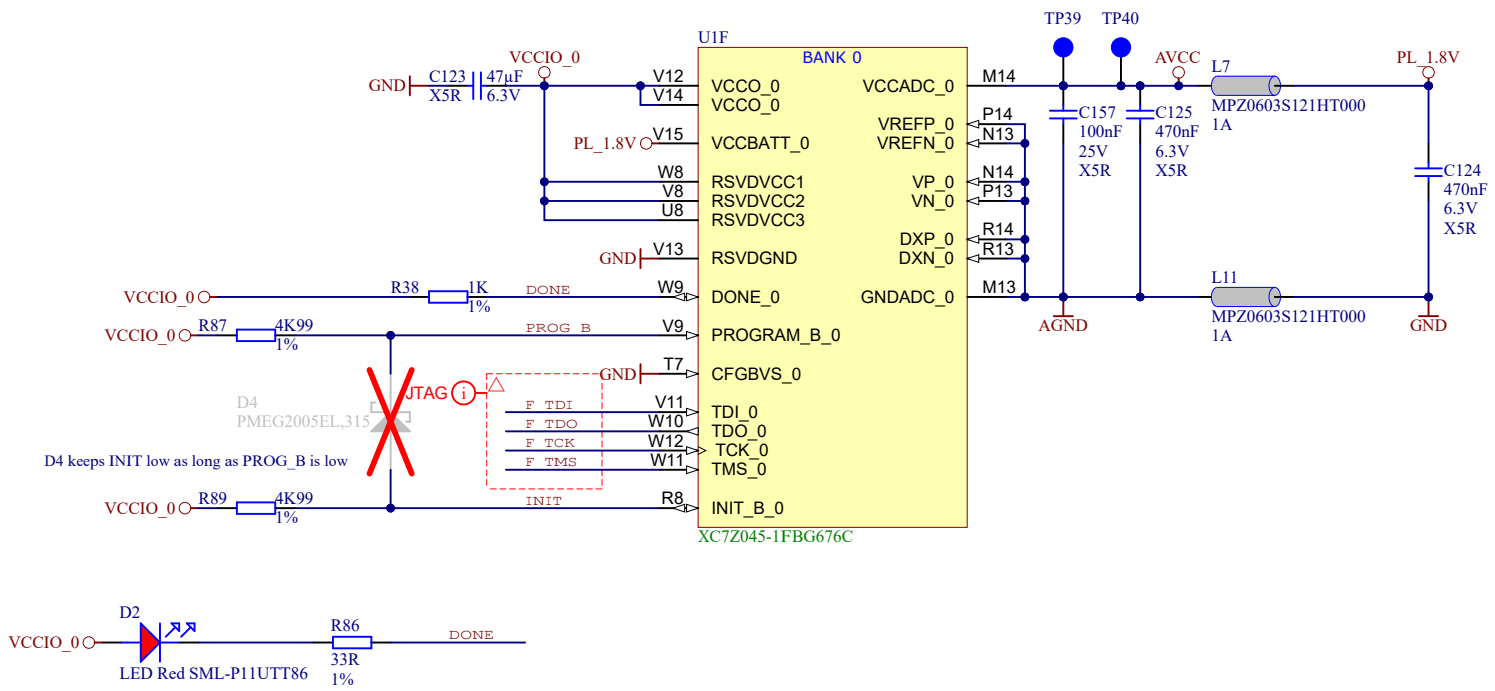 TP39
TP40
U1F
BANK 0
VCCIO_0
GND
C123
47µF
X5R
6.3V
V12
VCCO_0
V14
VCCO_0
V15
PL_1.8V
VCCBATT_0
W8
RSVDVCC1
V8
RSVDVCC2
U8
RSVDVCC3
GND
V13
RSVDGND
VCCIO_0
R38
1K
1%
DONE
W9
DONE_0
VCCIO_0
R87
4K99
1%
PROG_B
V9
PROGRAM_B_0
GND
T7
CFGBVS_0
JTAG
i
D4
PMEG2005EL,315
F_TDI
V11
TDI_0
F_TDO
W10
TDO_0
F_TCK
W12
TCK_0
F_TMS
W11
TMS_0
D4 keeps INIT low as long as PROG_B is low
VCCIO_0
R89
4K99
1%
INIT
R8
INIT_B_0
XC7Z045-1FBG676C
VCCADC_0
M14
VREFP_0
P14
VREFN_0
N13
VP_0
N14
VN_0
P13
DXP_0
R14
DXN_0
R13
GNDADC_0
M13
C157
100nF
25V
X5R
C125
470nF
6.3V
X5R
AVCC
L7
MPZ0603S121HT000
1A
PL_1.8V
C124
470nF
6.3V
X5R
L11
MPZ0603S121HT000
1A
AGND
GND
D2
VCCIO_0
LED Red SML-P11UTT86
R86
33R
1%
DONE